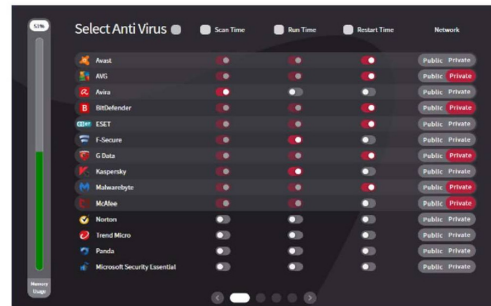 53%
Select Anti Virus Scan Time Run Time Restart Time Network
Avast Public Private
AVG Public Private
Avira Public Private
BitDefender Public Private
ESET Public Private
F-Secure Public Private
G Data Public Private
Kaspersky Public Private
Malwarebyte Public Private
McAfee Public Private
Norton Public Private
Trend Micro Public Private
Panda Public Private
Microsoft Security Essential Public Private
Memory
Usage